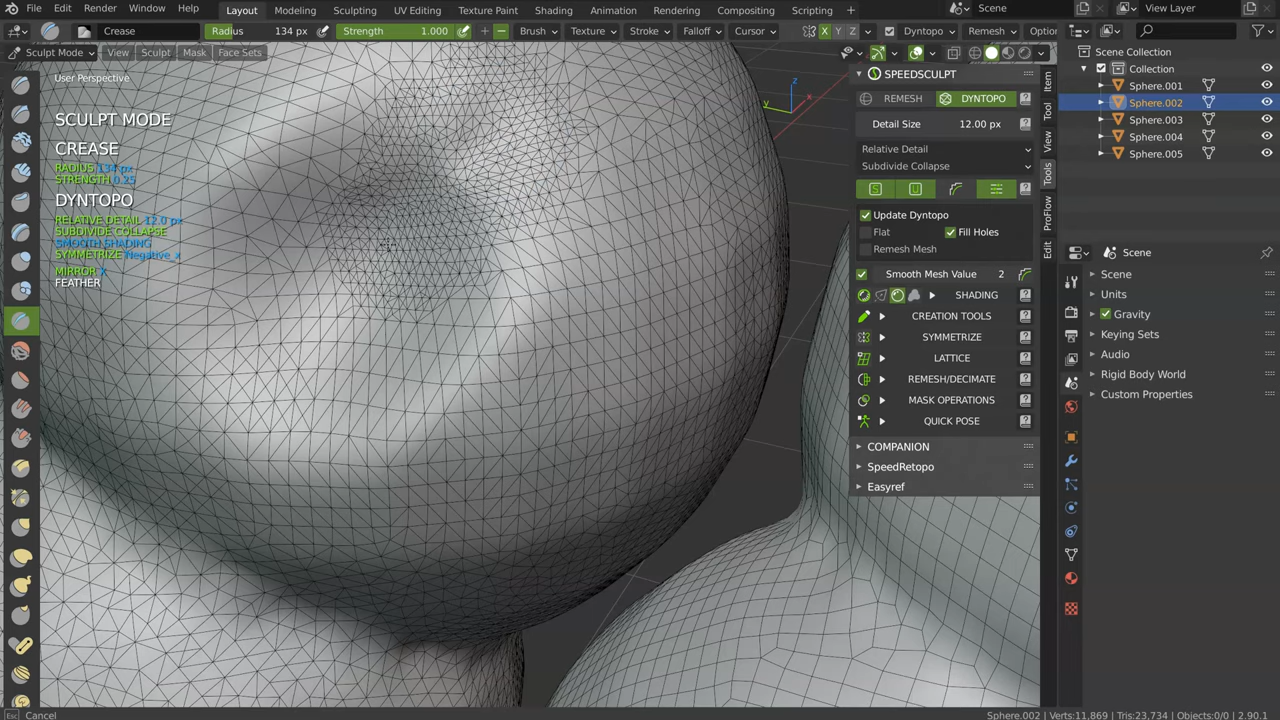 File Edit Render Window Help Layout Modeling Sculpting UV Editing Texture Paint Shading Animation Rendering Compositing Scripting + Scene View Layer
Crease Radius 134 px Strength 1.000 + − Brush Texture Stroke Falloff Cursor X Y Z Dyntopo Remesh Optior
Sculpt Mode View Sculpt Mask Face Sets
User Perspective
SCULPT MODE
CREASE
RADIUS 134 px
STRENGTH 0.25
DYNTOPO
RELATIVE DETAIL 12.0 px
SUBDIVIDE COLLAPSE
SMOOTH SHADING
SYMMETRIZE Negative_x
MIRROR X
FEATHER
z
y
x
SPEEDSCULPT
REMESH DYNTOPO
Detail Size 12.00 px
Relative Detail
Subdivide Collapse
S U
Update Dyntopo
Flat Fill Holes
Remesh Mesh
Smooth Mesh Value 2
SHADING
CREATION TOOLS
SYMMETRIZE
LATTICE
REMESH/DECIMATE
MASK OPERATIONS
QUICK POSE
COMPANION
SpeedRetopo
Easyref
Item
Tool
View
Tools
ProFlow
Edit
Scene Collection
Collection
Sphere.001
Sphere.002
Sphere.003
Sphere.004
Sphere.005
Scene
Scene
Units
Gravity
Keying Sets
Audio
Rigid Body World
Custom Properties
Esc Cancel
Sphere.002 | Verts:11,869 | Tris:23,734 | Objects:0/0 | 2.90.1